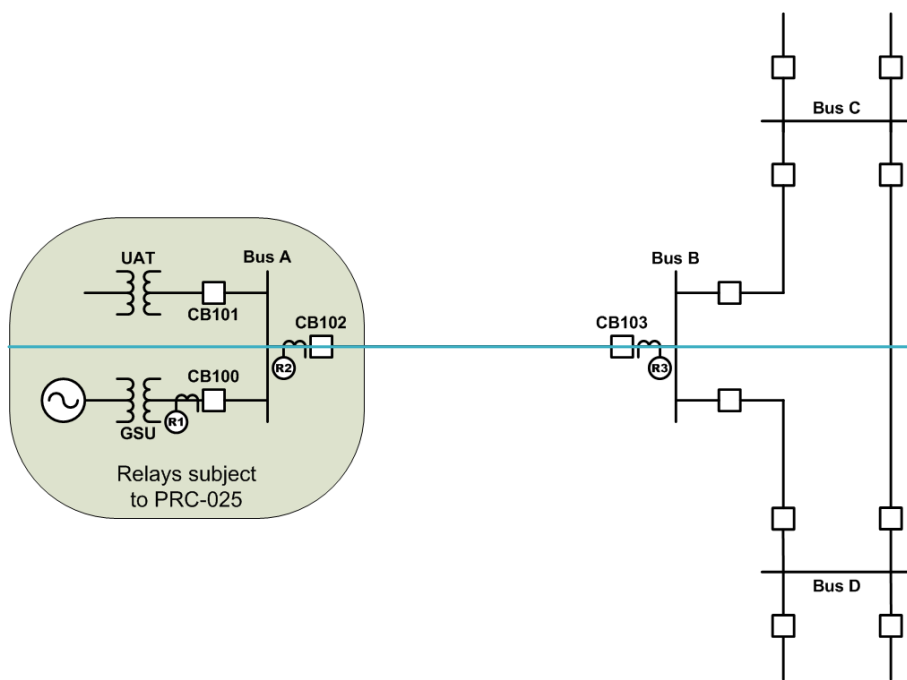 Bus C
UAT
Bus A
Bus B
CB101
CB102
CB103
R2
R3
CB100
R1
GSU
Relays subject
to PRC-025
Bus D